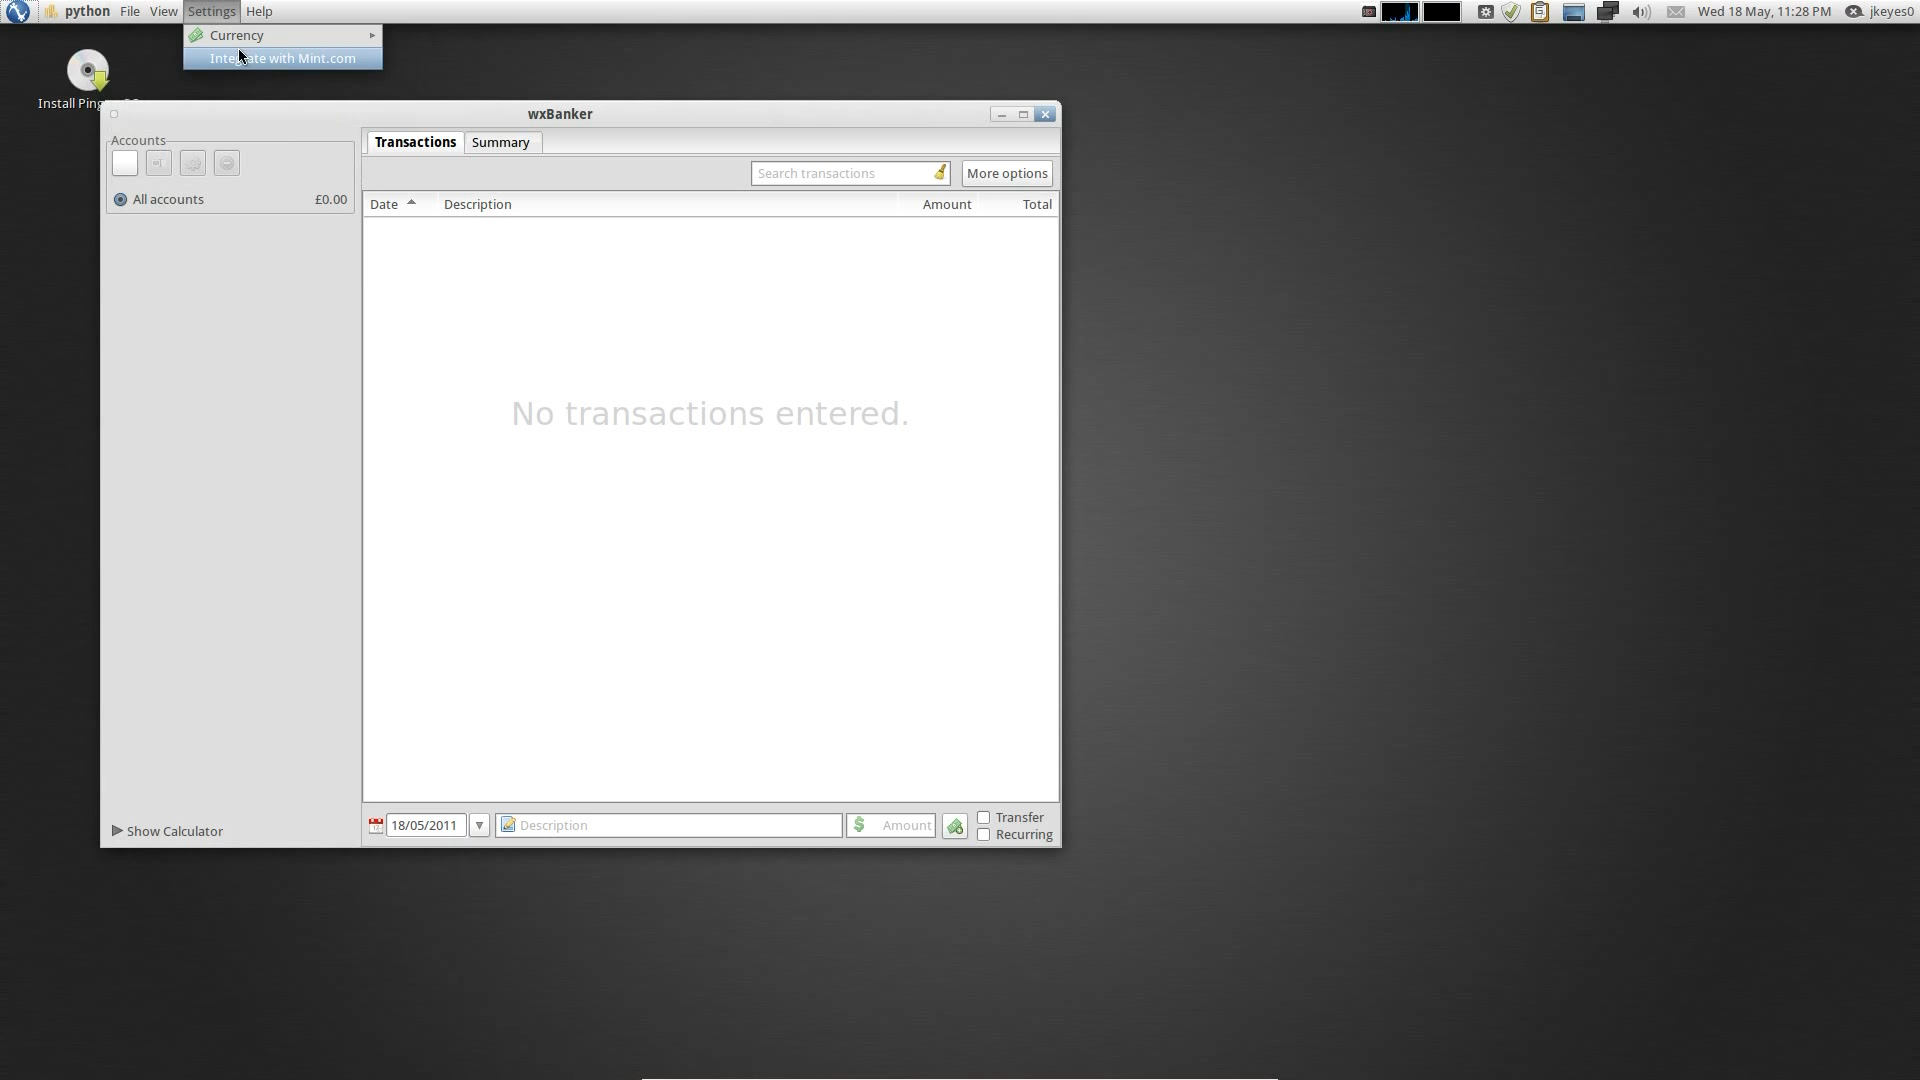 python File View Settings Help
Wed 18 May, 11:28 PM jkeyes0
Currency
Integrate with Mint.com
Install Ping
wxBanker
Accounts
Transactions Summary
Search transactions More options
All accounts £0.00
Date Description Amount Total
No transactions entered.
Show Calculator
18/05/2011 Description $ Amount
Transfer
Recurring